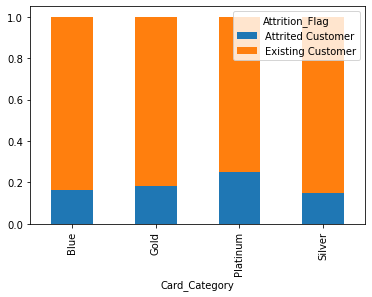 Attrition_Flag
Attrited Customer
Existing Customer
1.0
0.8
0.6
0.4
0.2
0.0
Blue
Gold
Platinum
Silver
Card_Category